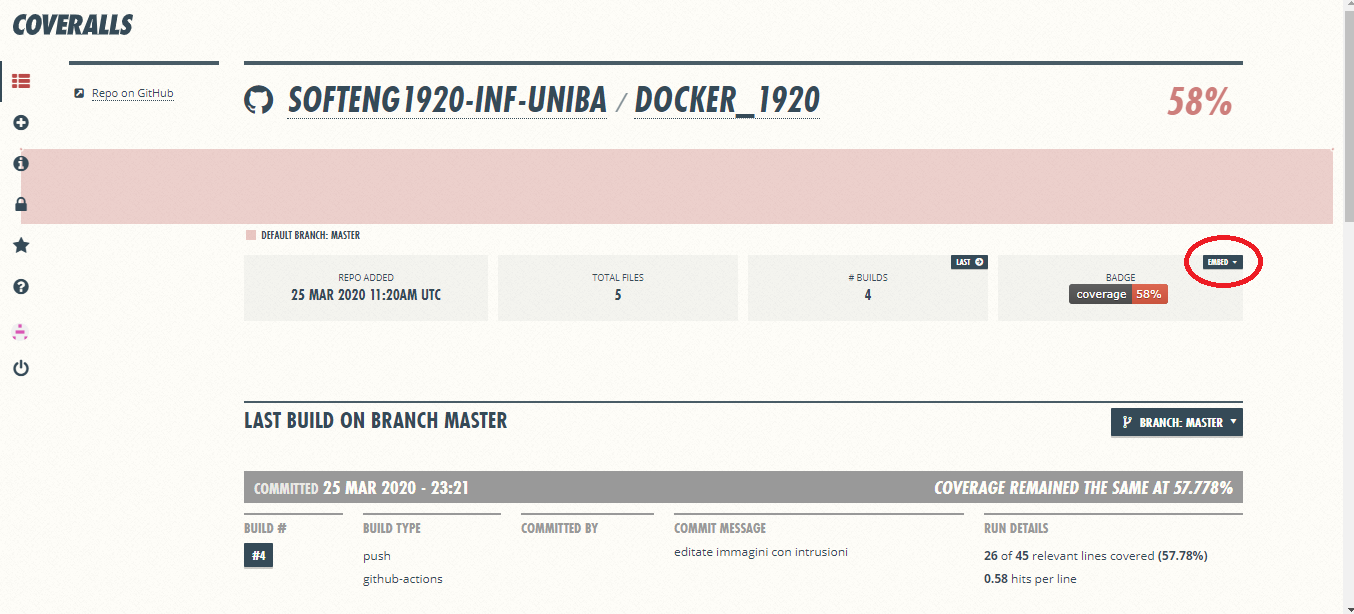 COVERALLS
Repo on GitHub
SOFTENG1920-INF-UNIBA / DOCKER__1920
58%
DEFAULT BRANCH: MASTER
REPO ADDED
25 MAR 2020 11:20AM UTC
TOTAL FILES
5
LAST
# BUILDS
4
EMBED
BADGE
coverage 58%
LAST BUILD ON BRANCH MASTER
BRANCH: MASTER
COMMITTED 25 MAR 2020 - 23:21
COVERAGE REMAINED THE SAME AT 57.778%
BUILD #
#4
BUILD TYPE
push
github-actions
COMMITTED BY
COMMIT MESSAGE
editate immagini con intrusioni
RUN DETAILS
26 of 45 relevant lines covered (57.78%)
0.58 hits per line